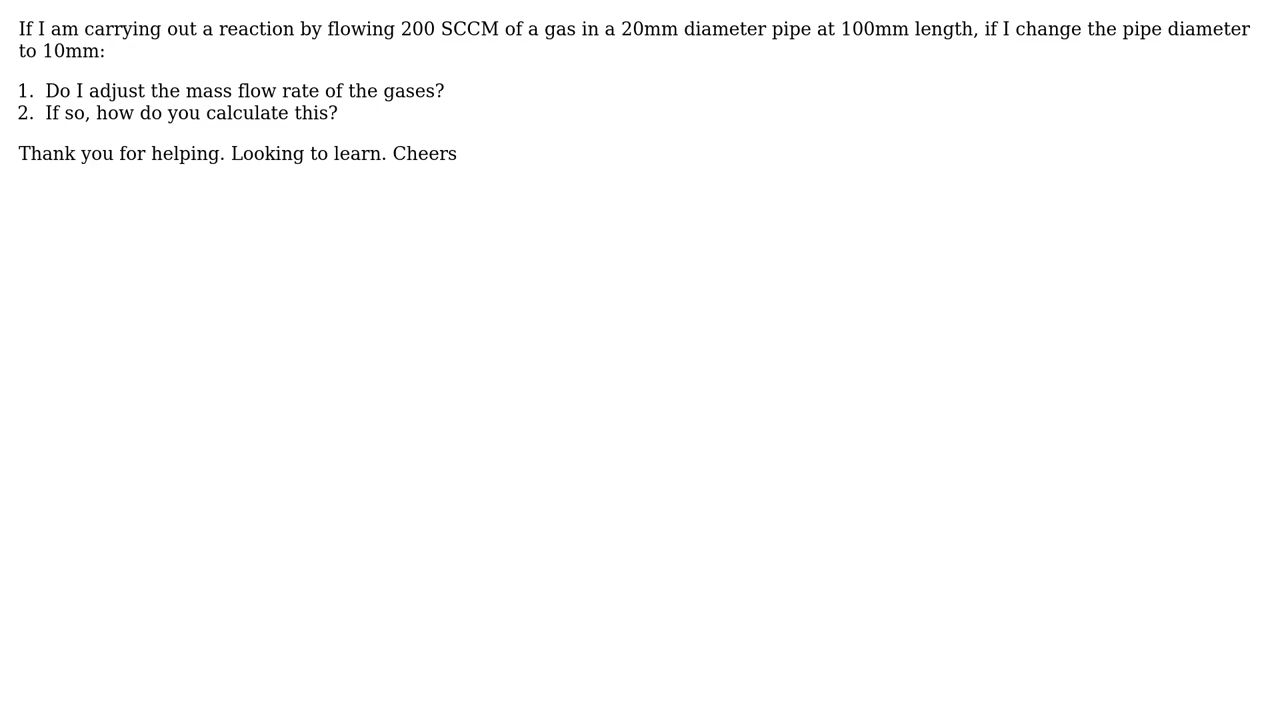 If I am carrying out a reaction by flowing 200 SCCM of a gas in a 20mm diameter pipe at 100mm length, if I change the pipe diameter
to 10mm:
1. Do I adjust the mass flow rate of the gases?
2. If so, how do you calculate this?
Thank you for helping. Looking to learn. Cheers